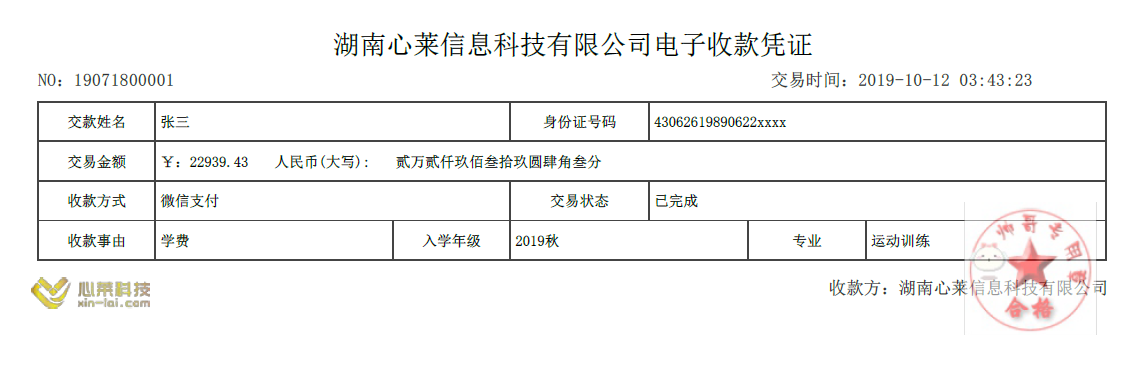 湖南心莱信息科技有限公司电子收款凭证
NO：19071800001 交易时间：2019-10-12 03:43:23
交款姓名 张三 身份证号码 43062619890622xxxx
交易金额 ￥：22939.43 人民币(大写)： 贰万贰仟玖佰叁拾玖圆肆角叁分
收款方式 微信支付 交易状态 已完成
收款事由 学费 入学年级 2019秋 专业 运动训练
帅哥专用章
合格
心莱科技
xin-lai.com
收款方：湖南心莱信息科技有限公司